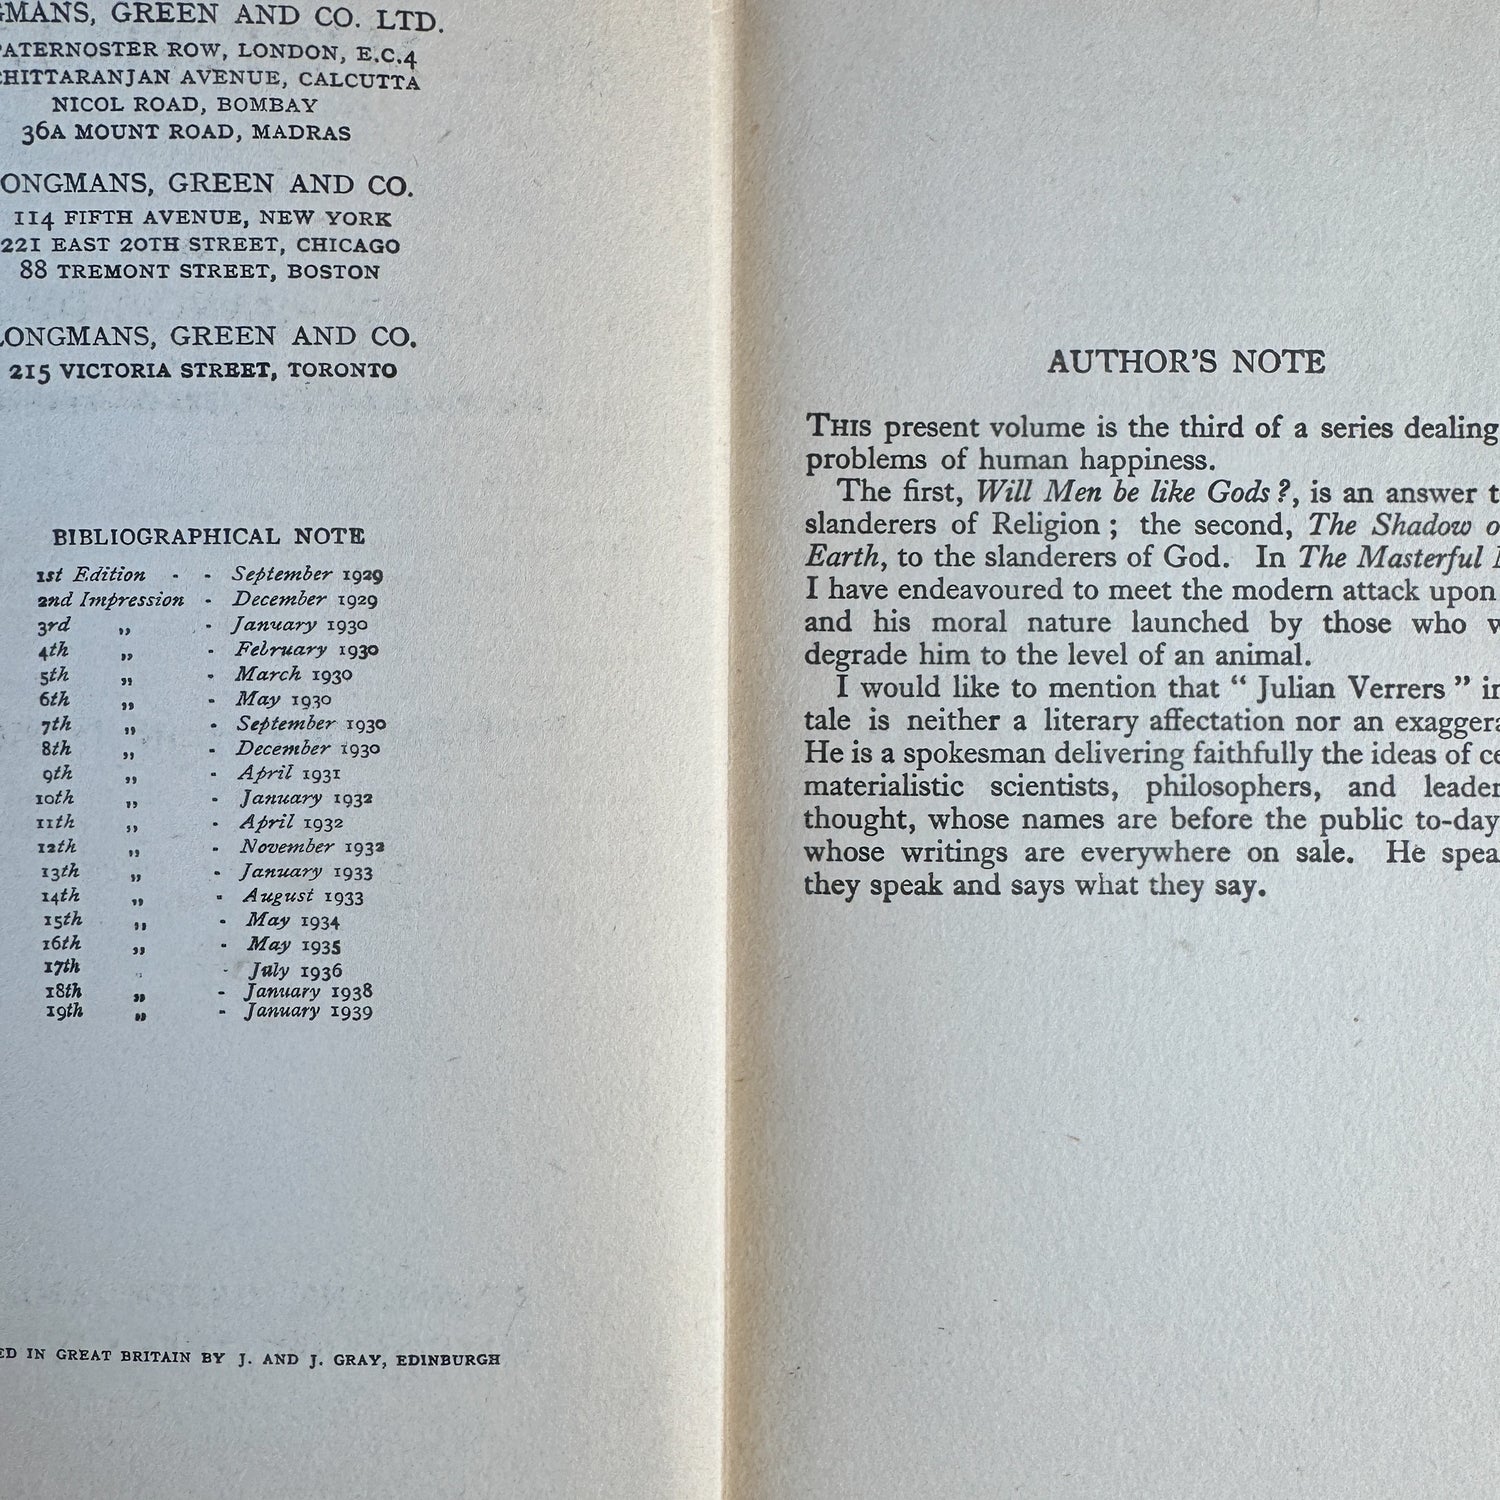 GMANS, GREEN AND CO. LTD.
PATERNOSTER ROW, LONDON, E.C.4
CHITTARANJAN AVENUE, CALCUTTA
NICOL ROAD, BOMBAY
36A MOUNT ROAD, MADRAS
ONGMANS, GREEN AND CO.
114 FIFTH AVENUE, NEW YORK
221 EAST 20TH STREET, CHICAGO
88 TREMONT STREET, BOSTON
LONGMANS, GREEN AND CO.
215 VICTORIA STREET, TORONTO
BIBLIOGRAPHICAL NOTE
1st Edition - - September 1929
2nd Impression - December 1929
3rd ,, - January 1930
4th ,, - February 1930
5th ,, - March 1930
6th ,, - May 1930
7th ,, - September 1930
8th ,, - December 1930
9th ,, - April 1931
10th ,, - January 1932
11th ,, - April 1932
12th ,, - November 1932
13th ,, - January 1933
14th ,, - August 1933
15th ,, - May 1934
16th ,, - May 1935
17th ,, - July 1936
18th ,, - January 1938
19th ,, - January 1939
ED IN GREAT BRITAIN BY J. AND J. GRAY, EDINBURGH
AUTHOR'S NOTE
THIS present volume is the third of a series dealing
problems of human happiness.
The first, Will Men be like Gods?, is an answer t
slanderers of Religion ; the second, The Shadow o
Earth, to the slanderers of God. In The Masterful
I have endeavoured to meet the modern attack upon
and his moral nature launched by those who w
degrade him to the level of an animal.
I would like to mention that " Julian Verrers " in
tale is neither a literary affectation nor an exaggera
He is a spokesman delivering faithfully the ideas of ce
materialistic scientists, philosophers, and leader
thought, whose names are before the public to-day
whose writings are everywhere on sale. He spea
they speak and says what they say.